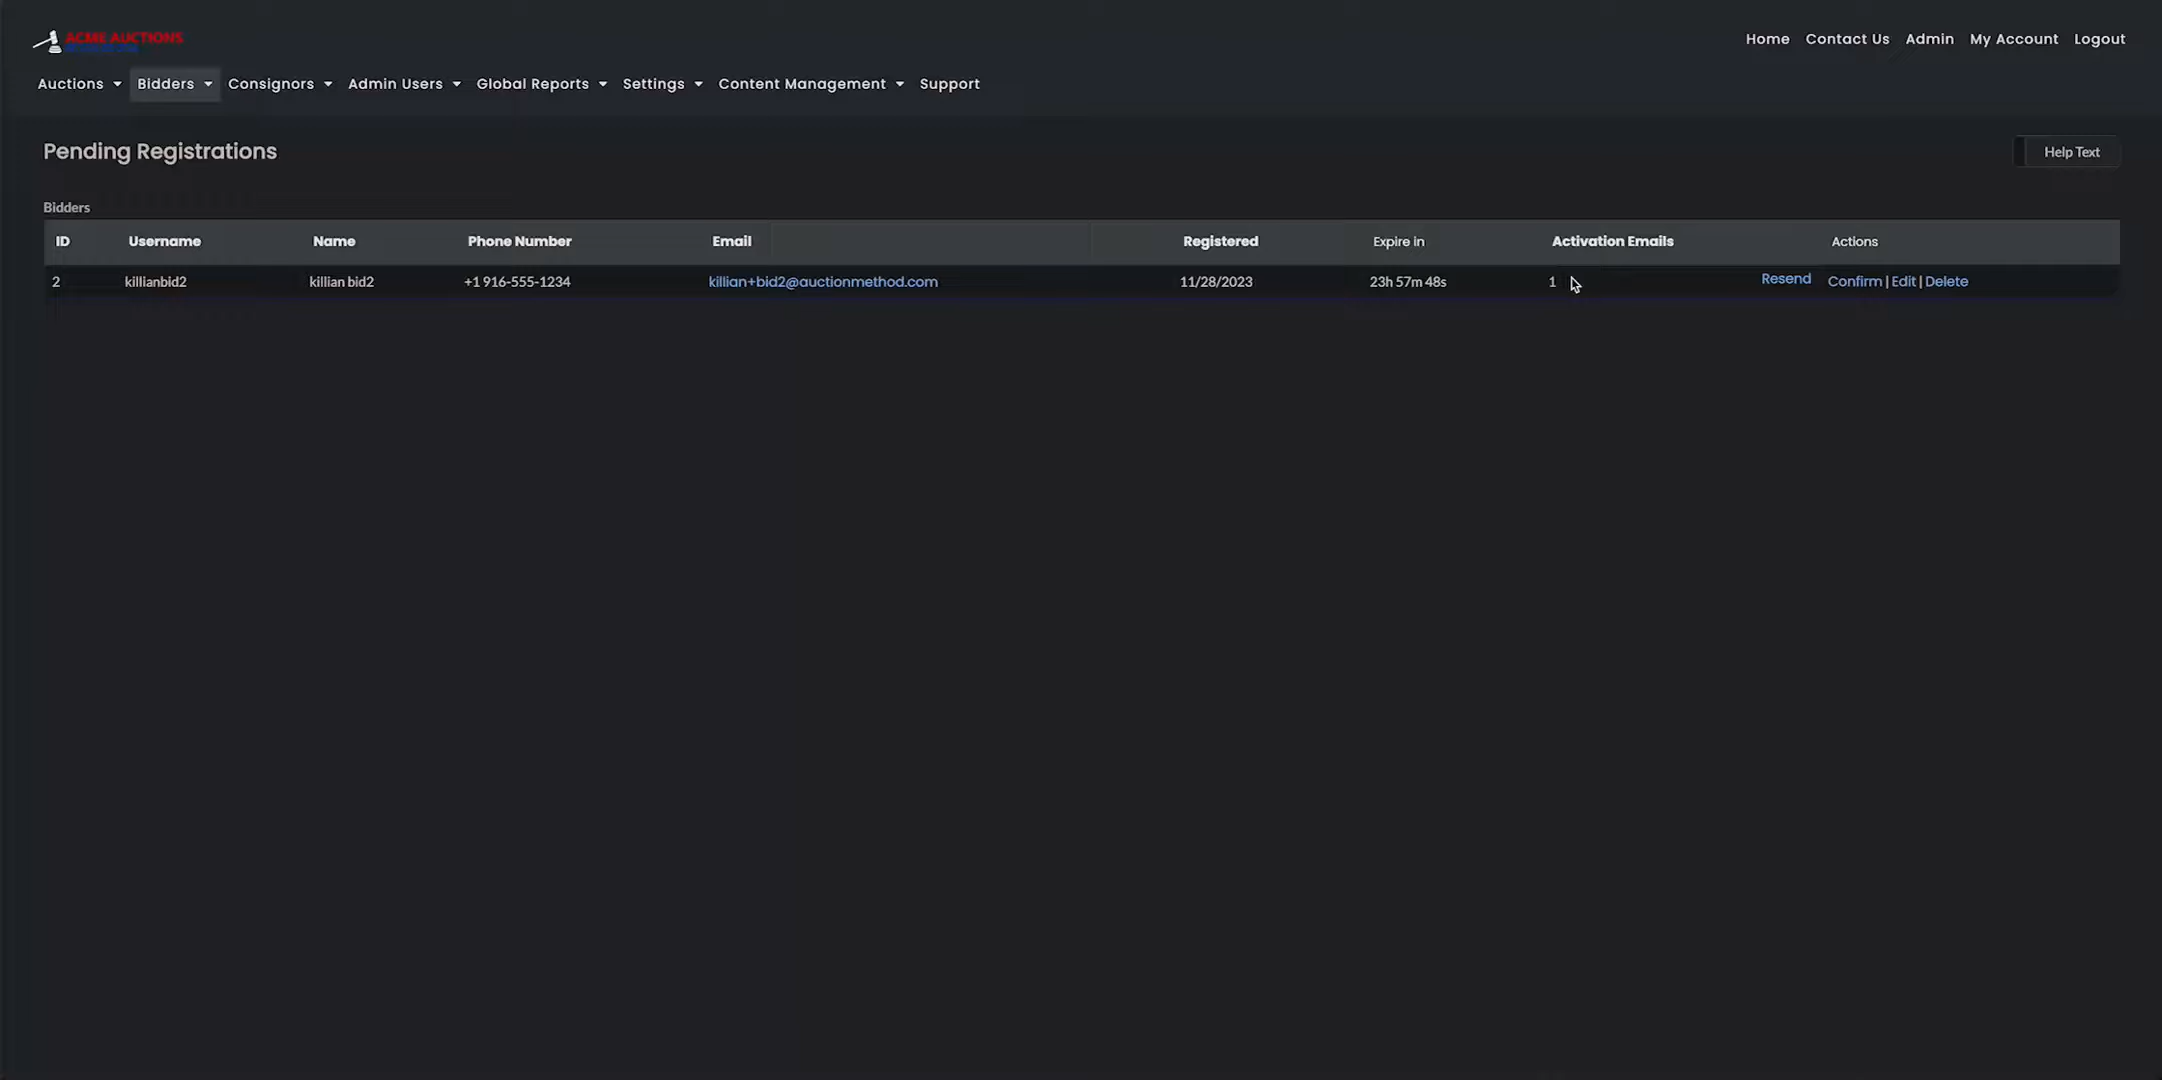 ACME AUCTIONS
Home Contact Us Admin My Account Logout
Auctions Bidders Consignors Admin Users Global Reports Settings Content Management Support
Pending Registrations
Help Text
Bidders
ID Username Name Phone Number Email Registered Expire in Activation Emails Actions
2 killianbid2 killian bid2 +1 916-555-1234 killian+bid2@auctionmethod.com 11/28/2023 23h 57m 48s 1 Resend Confirm | Edit | Delete